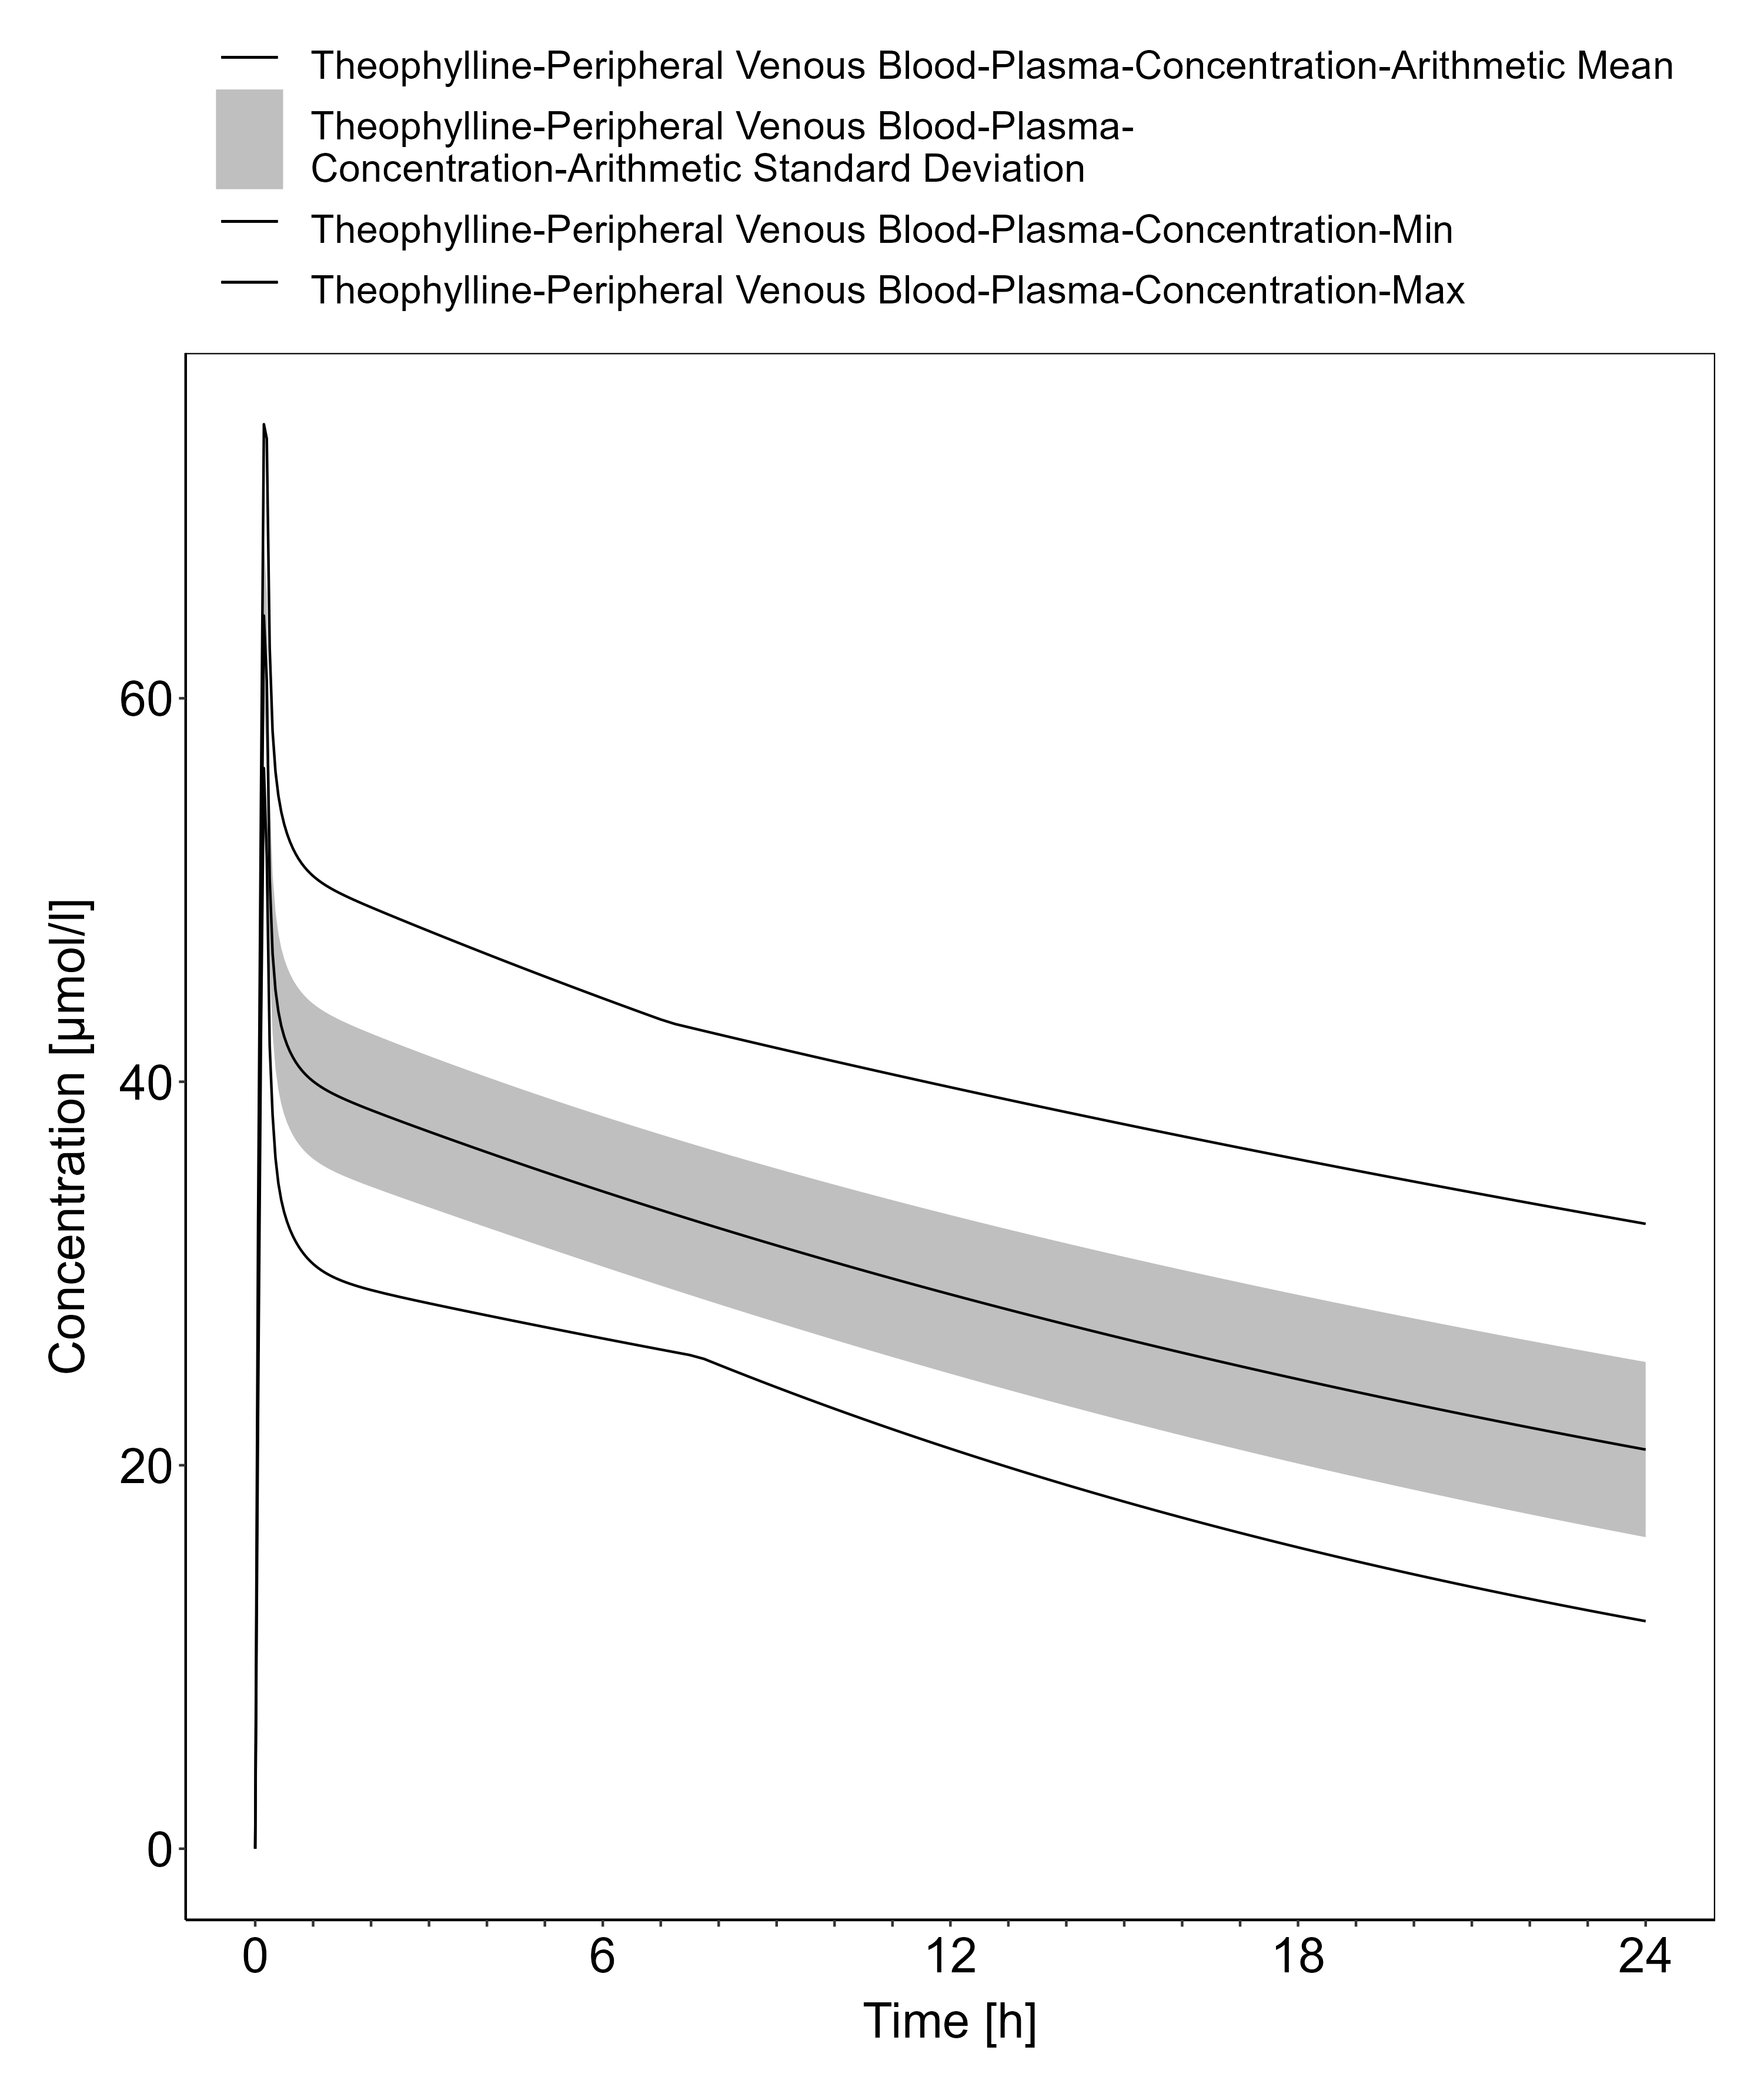 Theophylline-Peripheral Venous Blood-Plasma-Concentration-Arithmetic Mean
Theophylline-Peripheral Venous Blood-Plasma-
Concentration-Arithmetic Standard Deviation
Theophylline-Peripheral Venous Blood-Plasma-Concentration-Min
Theophylline-Peripheral Venous Blood-Plasma-Concentration-Max
Concentration [µmol/l]
60
40
20
0
0 6 12 18 24
Time [h]